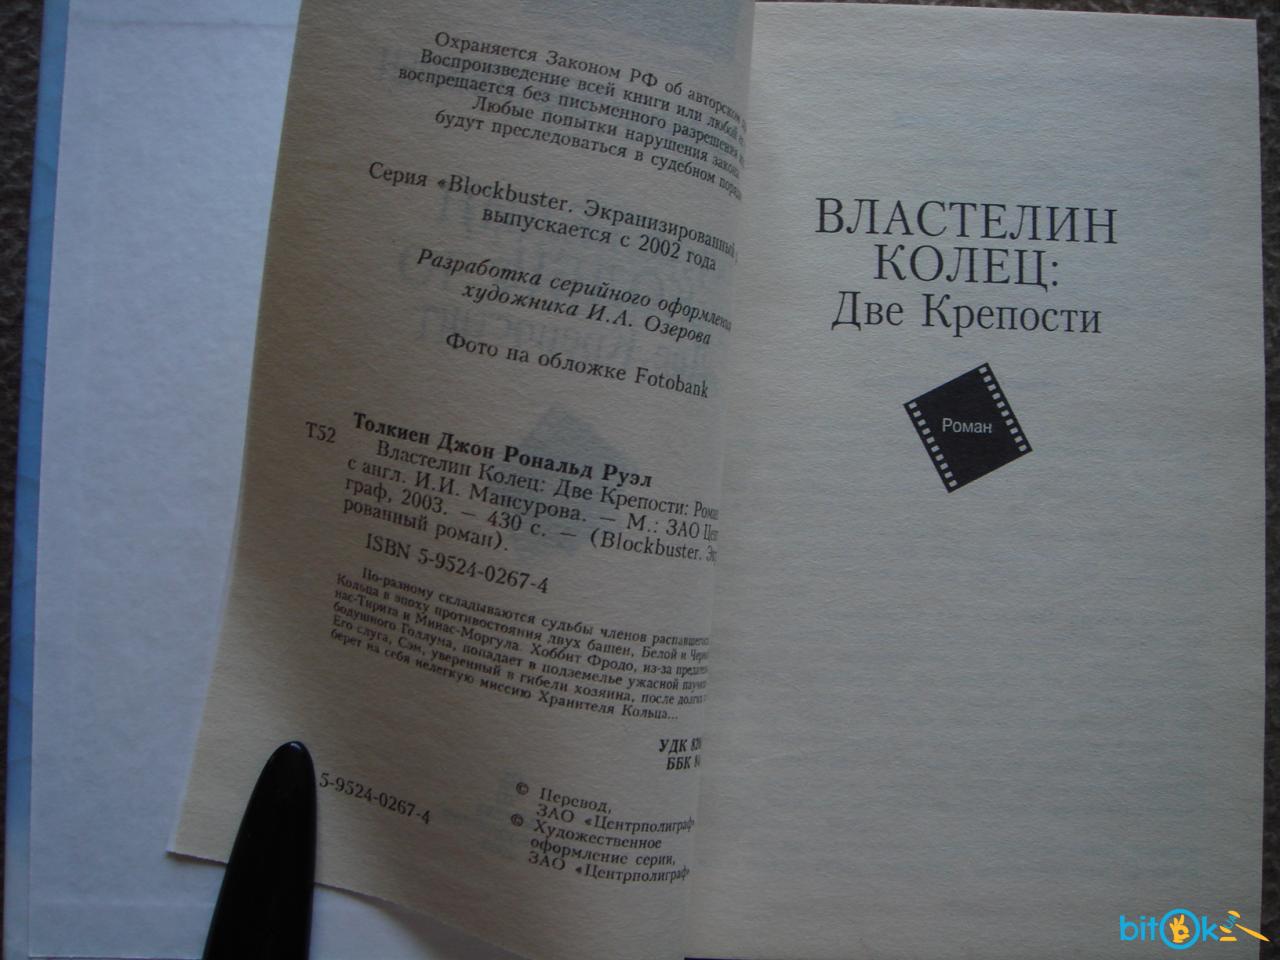 Охраняется Законом РФ об авторском
Воспроизведение всей книги или любой
воспрещается без письменного разрешения
Любые попытки нарушения закона
будут преследоваться в судебном
Серия «Blockbuster. Экранизированный
выпускается с 2002 года
Разработка серийного оформления
художника И.А. Озерова
Фото на обложке Fotobank
Толкиен Джон Рональд Руэл
Т52
Властелин Колец: Две Крепости:
с англ. И.И. Мансурова. — М.: ЗАО Цен
граф, 2003. — 430 с. — (Blockbuster.
рованный роман).
ISBN 5-9524-0267-4
По-разному складываются судьбы членов
Кольца в эпоху противостояния двух башен, Белой и
нас-Тирита и Минас-Моргула. Хоббит Фродо, из-за
бодушного Голлума, попадает в подземелье ужасной
Его слуга, Сэм, уверенный в гибели хозяина, после
берет на себя нелегкую миссию Хранителя Кольца...
УДК
ББК
5-9524-0267-4
© Перевод,
ЗАО «Центрполиграф»
© Художественное
оформление серии,
ЗАО «Центрполиграф»
ВЛАСТЕЛИН
КОЛЕЦ:
Две Крепости
Роман
bitOk